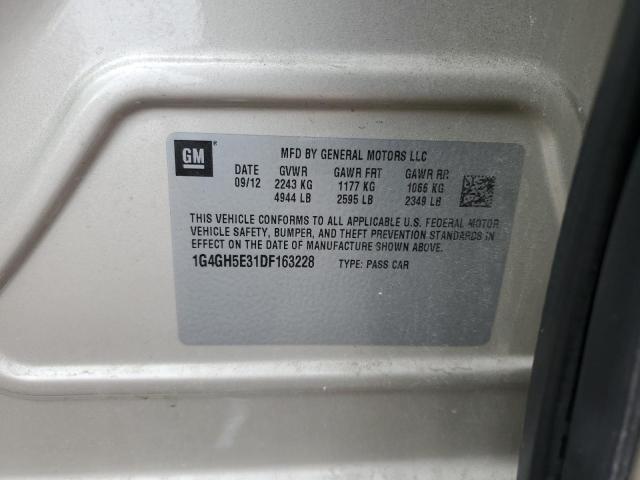 GM ®
MFD BY GENERAL MOTORS LLC
DATE GVWR GAWR FRT GAWR RR
09/12 2243 KG 1177 KG 1066 KG
4944 LB 2595 LB 2349 LB
THIS VEHICLE CONFORMS TO ALL APPLICABLE U.S. FEDERAL MOTOR
VEHICLE SAFETY, BUMPER, AND THEFT PREVENTION STANDARDS IN
EFFECT ON THE DATE OF MANUFACTURE SHOWN ABOVE.
1G4GH5E31DF163228 TYPE: PASS CAR